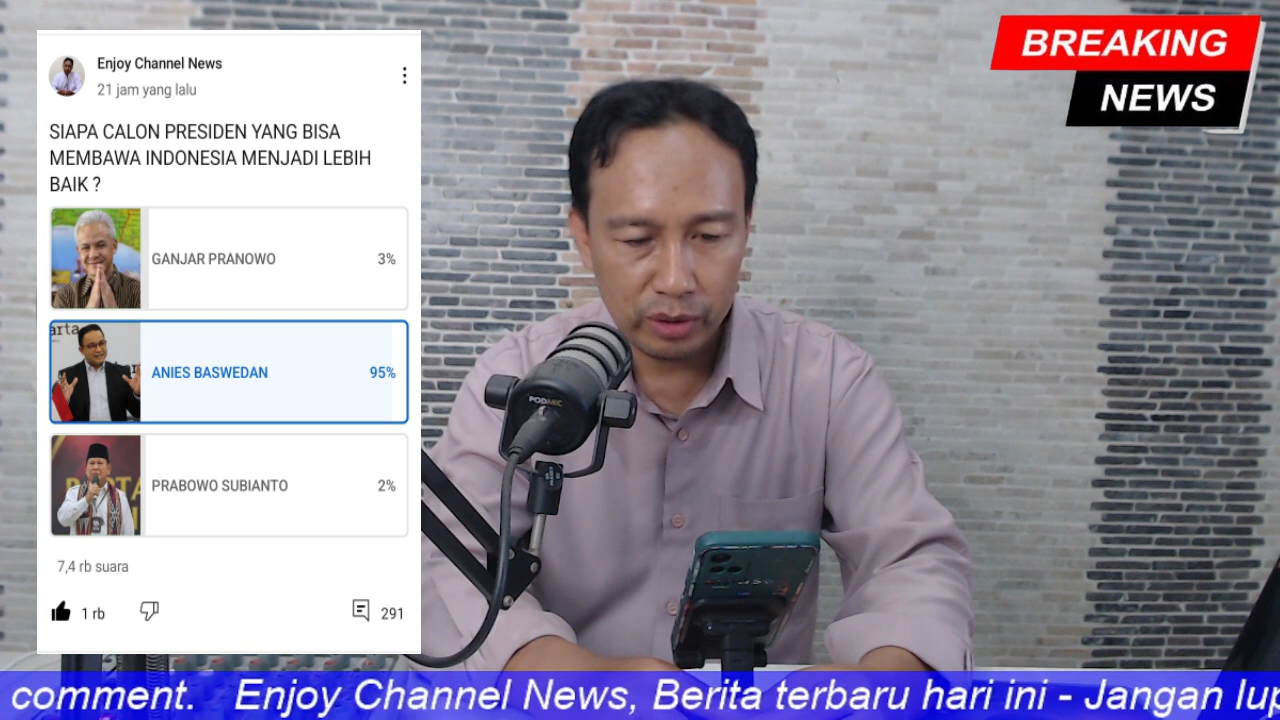 BREAKING
NEWS
Enjoy Channel News
21 jam yang lalu
SIAPA CALON PRESIDEN YANG BISA
MEMBAWA INDONESIA MENJADI LEBIH
BAIK ?
GANJAR PRANOWO 3%
ANIES BASWEDAN 95%
PRABOWO SUBIANTO 2%
7,4 rb suara
1 rb 291
PODMIC
comment. Enjoy Channel News, Berita terbaru hari ini - Jangan lup